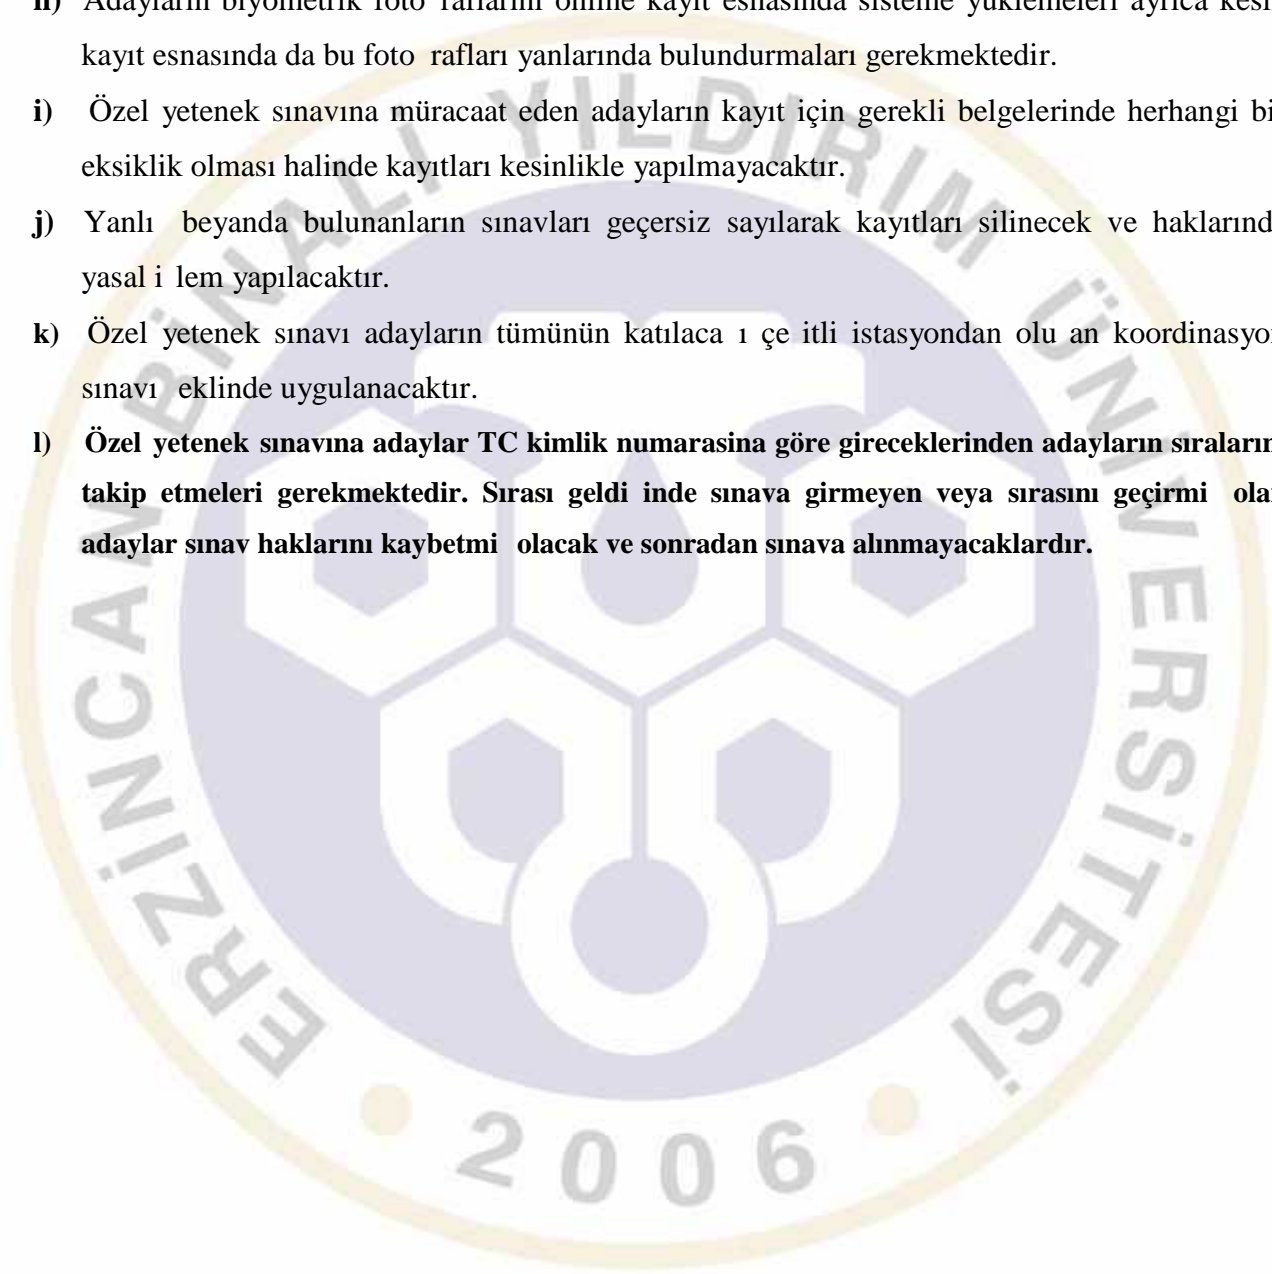 Adayların biyometrik foto raflarını online kayıt esnasında sisteme yüklemeleri ayrıca
kayıt esnasında da bu foto rafları yanlarında bulundurmaları gerekmektedir.
i) Özel yetenek sınavına müracaat eden adayların kayıt için gerekli belgelerinde herhangi bi
eksiklik olması halinde kayıtları kesinlikle yapılmayacaktır.
j) Yanlı beyanda bulunanların sınavları geçersiz sayılarak kayıtları silinecek ve haklarınd
yasal i lem yapılacaktır.
k) Özel yetenek sınavı adayların tümünün katılaca ı çe itli istasyondan olu an koordinasyo
sınavı eklinde uygulanacaktır.
l) Özel yetenek sınavına adaylar TC kimlik numarasina göre gireceklerinden adayların sıraların
takip etmeleri gerekmektedir. Sırası geldi inde sınava girmeyen veya sırasını geçirmi ola
adaylar sınav haklarını kaybetmi olacak ve sonradan sınava alınmayacaklardır.
ERZİNCAN BİNALİ YILDIRIM ÜNİVERSİTESİ
2006